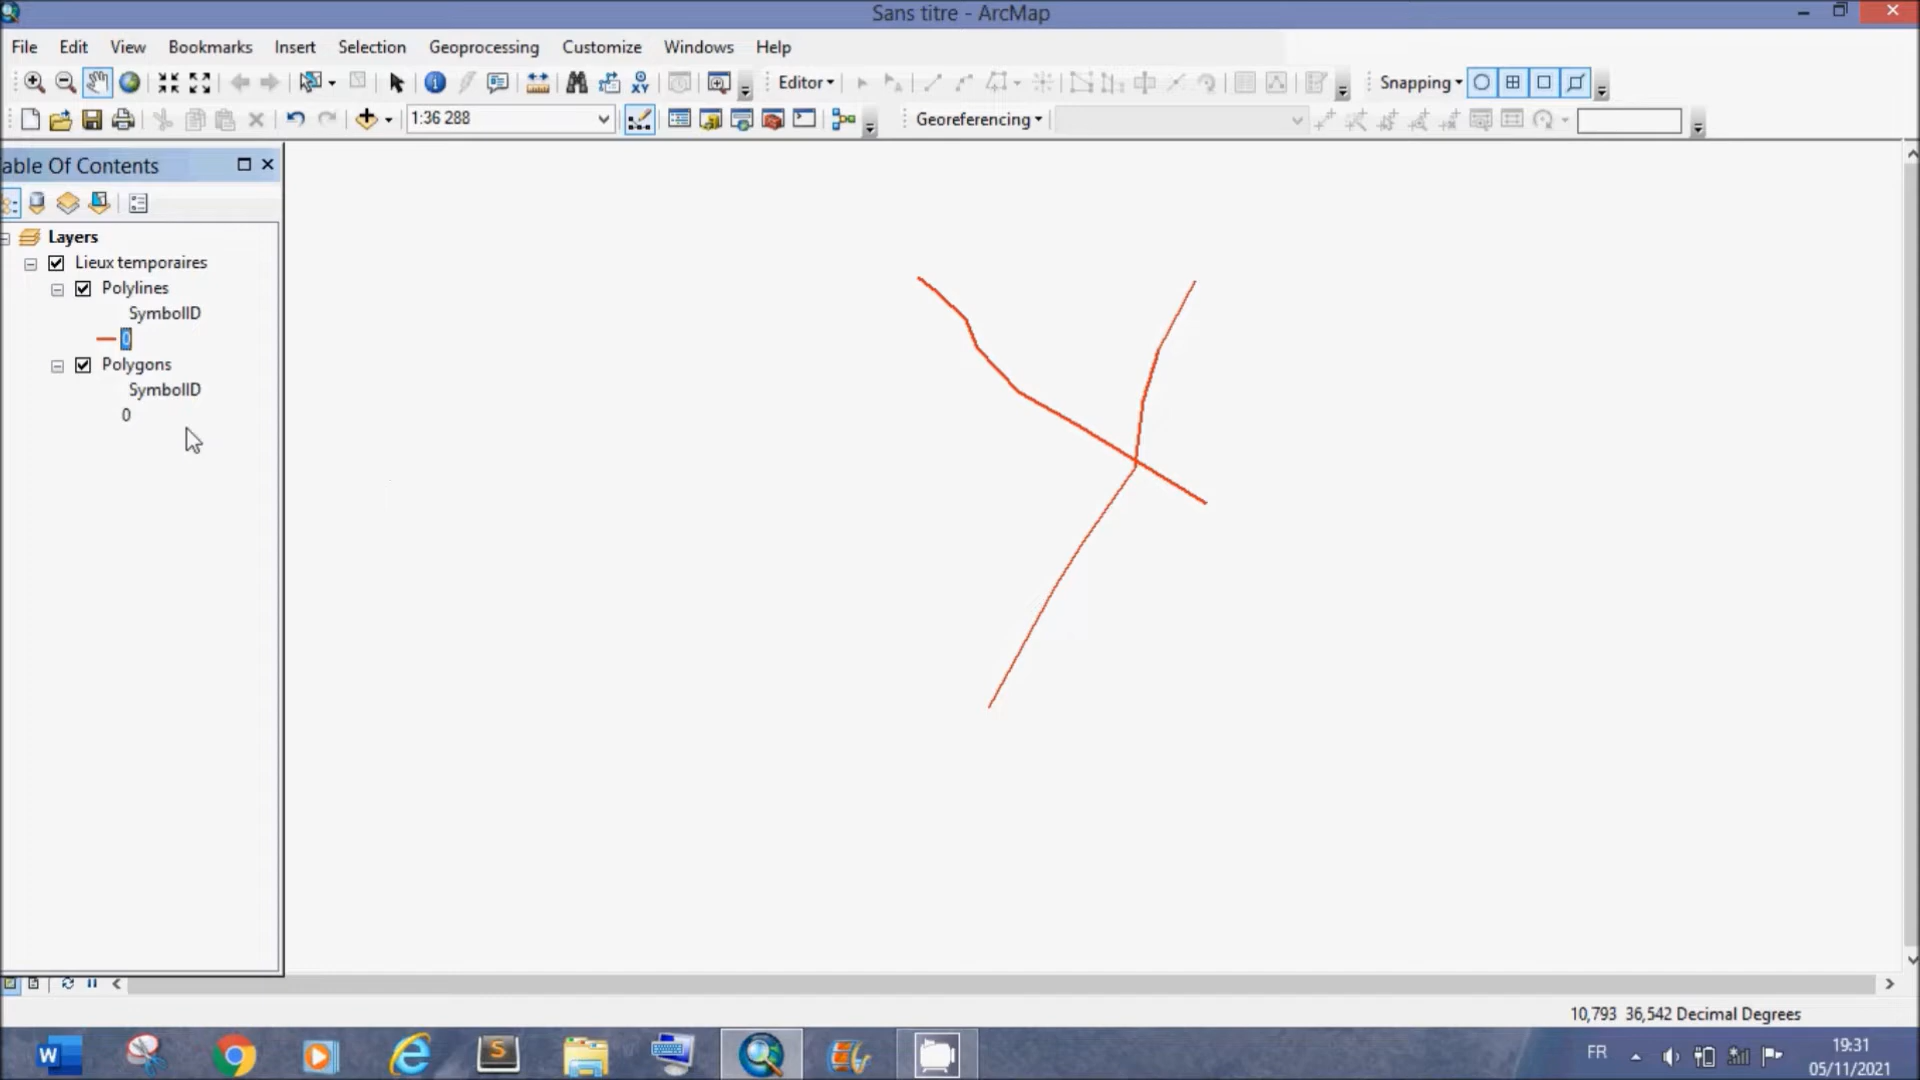 Sans titre - ArcMap
File Edit View Bookmarks Insert Selection Geoprocessing Customize Windows Help
Editor Snapping
1:36 288 Georeferencing
able Of Contents
Layers
Lieux temporaires
Polylines
SymbolID
0
Polygons
SymbolID
0
10,793 36,542 Decimal Degrees
FR 19:31
05/11/2021